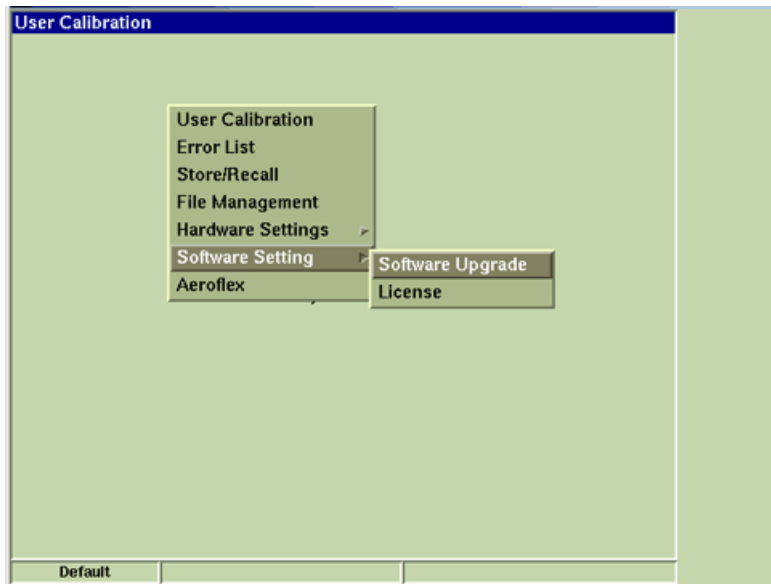 User Calibration
User Calibration
Error List
Store/Recall
File Management
Hardware Settings
Software Setting
Software Upgrade
Aeroflex
License
Default